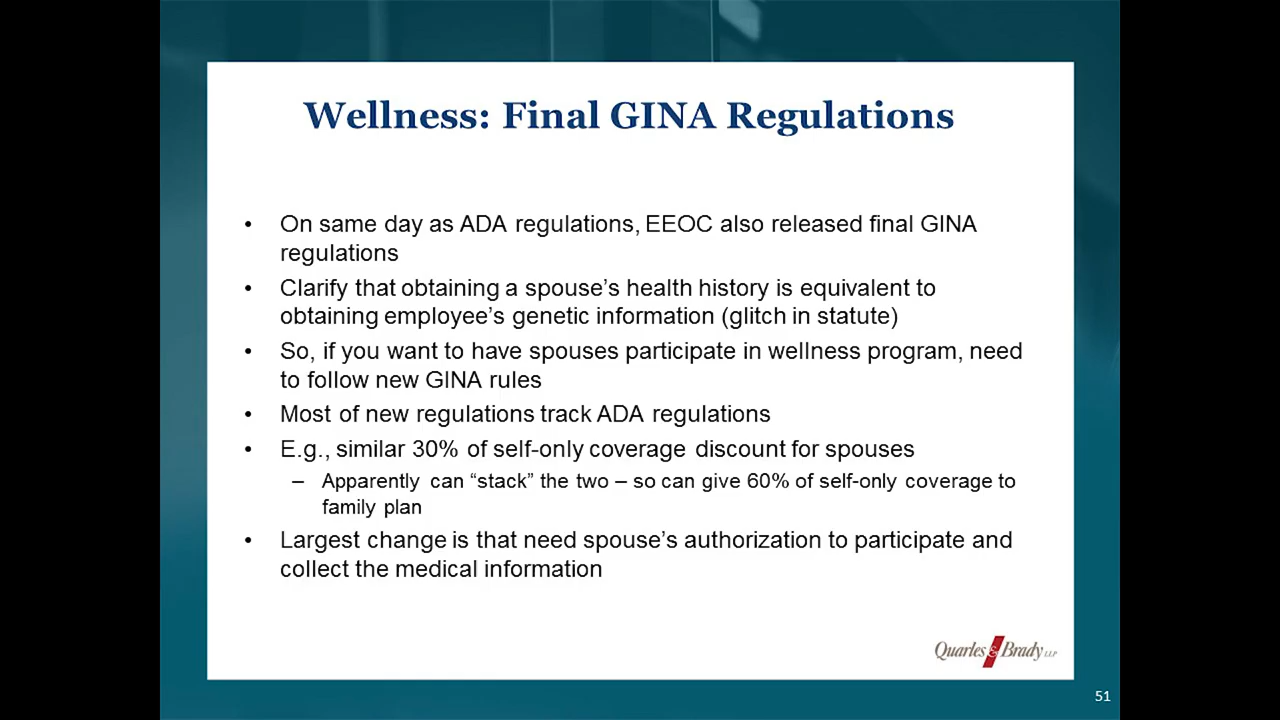 Wellness: Final GINA Regulations
• On same day as ADA regulations, EEOC also released final GINA
regulations
• Clarify that obtaining a spouse’s health history is equivalent to
obtaining employee’s genetic information (glitch in statute)
• So, if you want to have spouses participate in wellness program, need
to follow new GINA rules
• Most of new regulations track ADA regulations
• E.g., similar 30% of self-only coverage discount for spouses
– Apparently can “stack” the two – so can give 60% of self-only coverage to
family plan
• Largest change is that need spouse’s authorization to participate and
collect the medical information
Quarles & Brady LLP
51